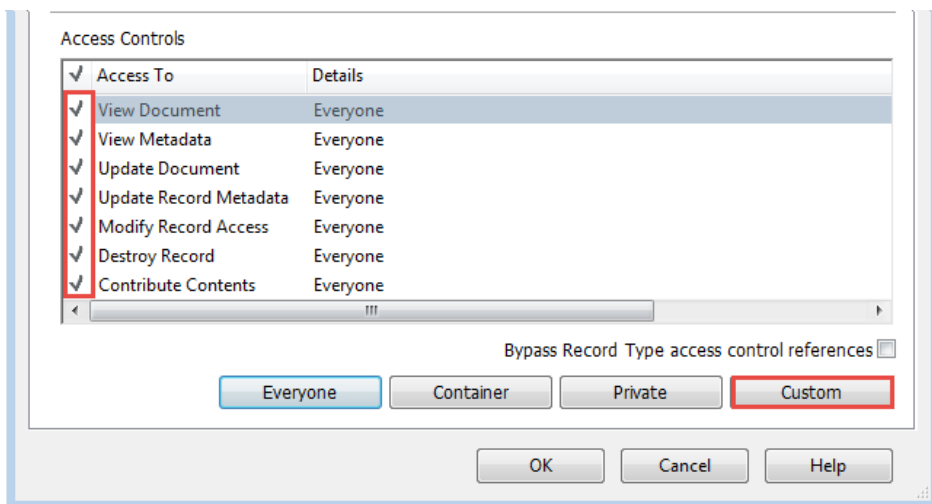 Access Controls
✓ Access To Details
✓ View Document Everyone
✓ View Metadata Everyone
✓ Update Document Everyone
✓ Update Record Metadata Everyone
✓ Modify Record Access Everyone
✓ Destroy Record Everyone
✓ Contribute Contents Everyone
Bypass Record Type access control references
Everyone Container Private Custom
OK Cancel Help